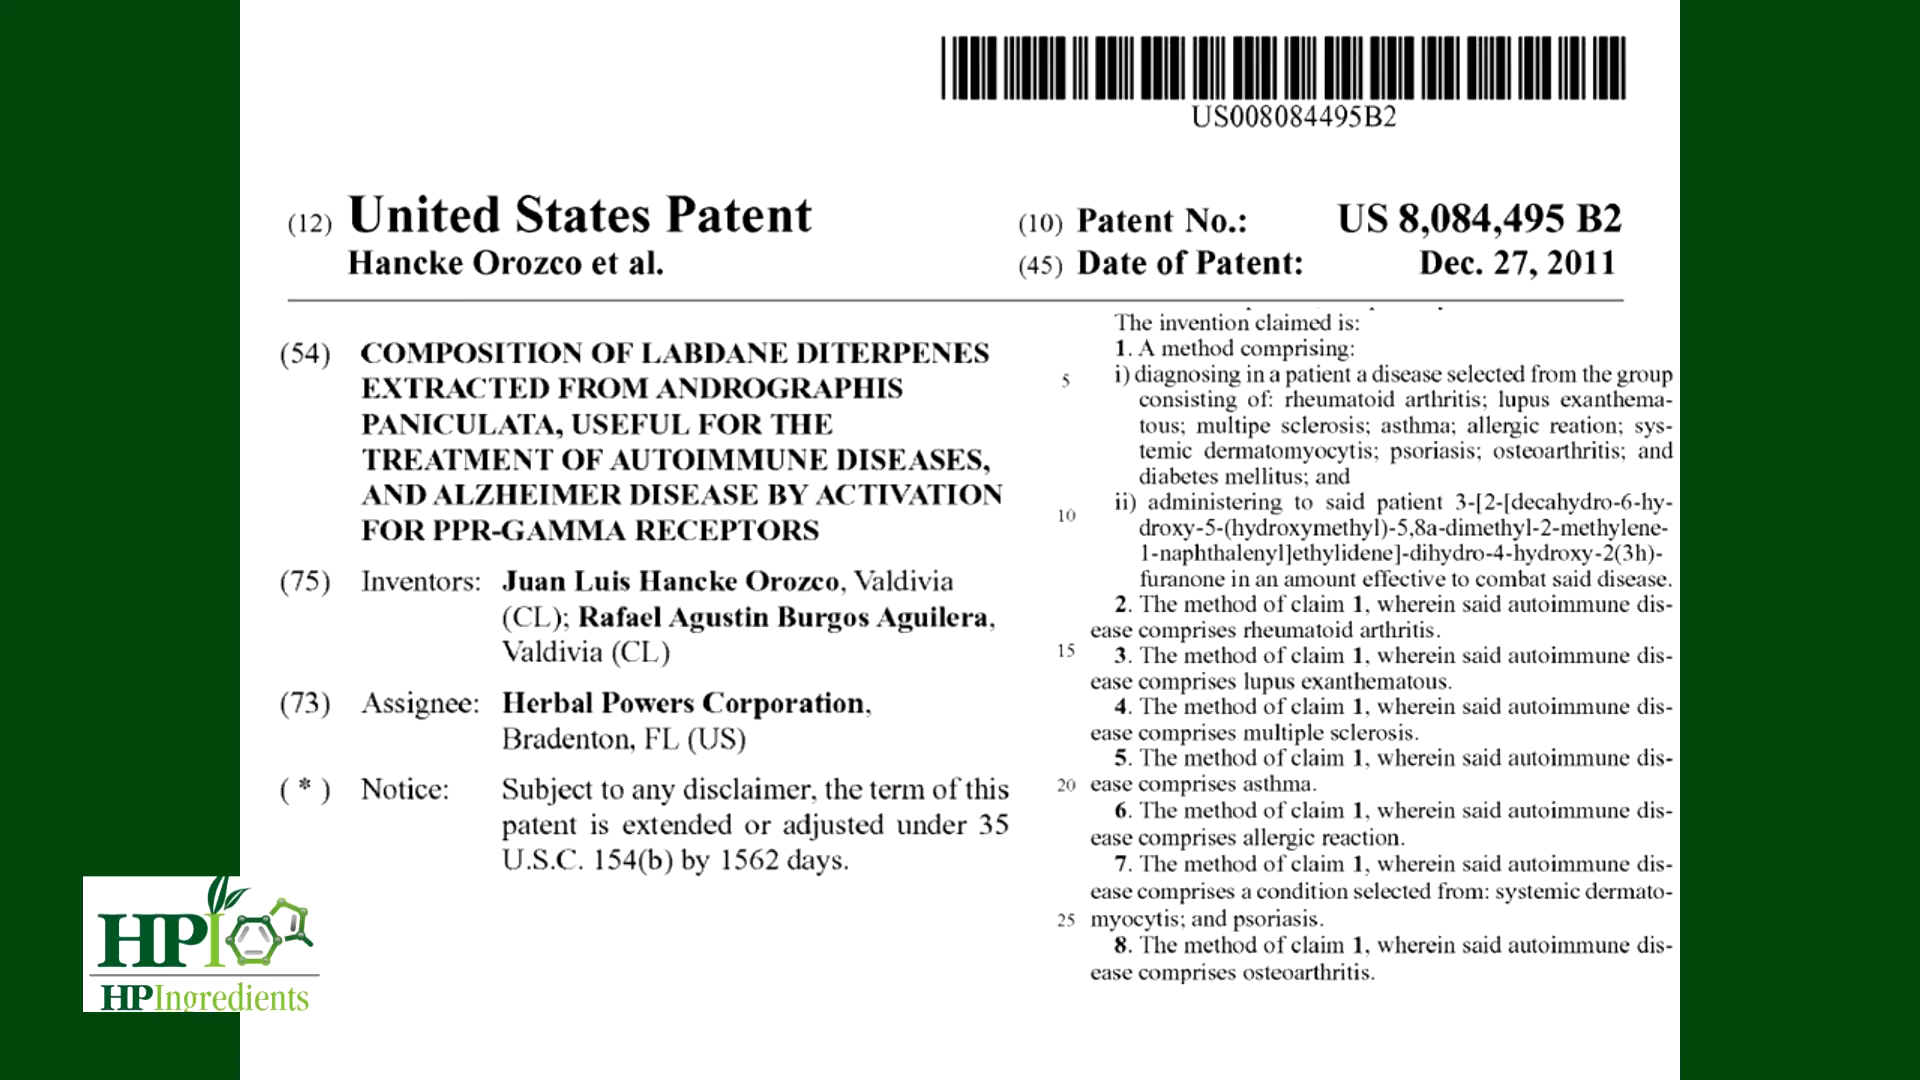 US008084495B2
(12) United States Patent
Hancke Orozco et al.
(10) Patent No.: US 8,084,495 B2
(45) Date of Patent: Dec. 27, 2011
(54) COMPOSITION OF LABDANE DITERPENES
EXTRACTED FROM ANDROGRAPHIS
PANICULATA, USEFUL FOR THE
TREATMENT OF AUTOIMMUNE DISEASES,
AND ALZHEIMER DISEASE BY ACTIVATION
FOR PPR-GAMMA RECEPTORS
(75) Inventors: Juan Luis Hancke Orozco, Valdivia
(CL); Rafael Agustin Burgos Aguilera,
Valdivia (CL)
(73) Assignee: Herbal Powers Corporation,
Bradenton, FL (US)
( * ) Notice: Subject to any disclaimer, the term of this
patent is extended or adjusted under 35
U.S.C. 154(b) by 1562 days.
The invention claimed is:
1. A method comprising:
5 i) diagnosing in a patient a disease selected from the group
consisting of: rheumatoid arthritis; lupus exanthema-
tous; multipe sclerosis; asthma; allergic reation; sys-
temic dermatomyocytis; psoriasis; osteoarthritis; and
diabetes mellitus; and
10 ii) administering to said patient 3-[2-[decahydro-6-hy-
droxy-5-(hydroxymethyl)-5,8a-dimethyl-2-methylene-
1-naphthalenyl]ethylidene]-dihydro-4-hydroxy-2(3h)-
furanone in an amount effective to combat said disease.
2. The method of claim 1, wherein said autoimmune dis-
ease comprises rheumatoid arthritis.
15 3. The method of claim 1, wherein said autoimmune dis-
ease comprises lupus exanthematous.
4. The method of claim 1, wherein said autoimmune dis-
ease comprises multiple sclerosis.
5. The method of claim 1, wherein said autoimmune dis-
20 ease comprises asthma.
6. The method of claim 1, wherein said autoimmune dis-
ease comprises allergic reaction.
7. The method of claim 1, wherein said autoimmune dis-
ease comprises a condition selected from: systemic dermato-
25 myocytis; and psoriasis.
8. The method of claim 1, wherein said autoimmune dis-
ease comprises osteoarthritis.
HPI
HPIngredients